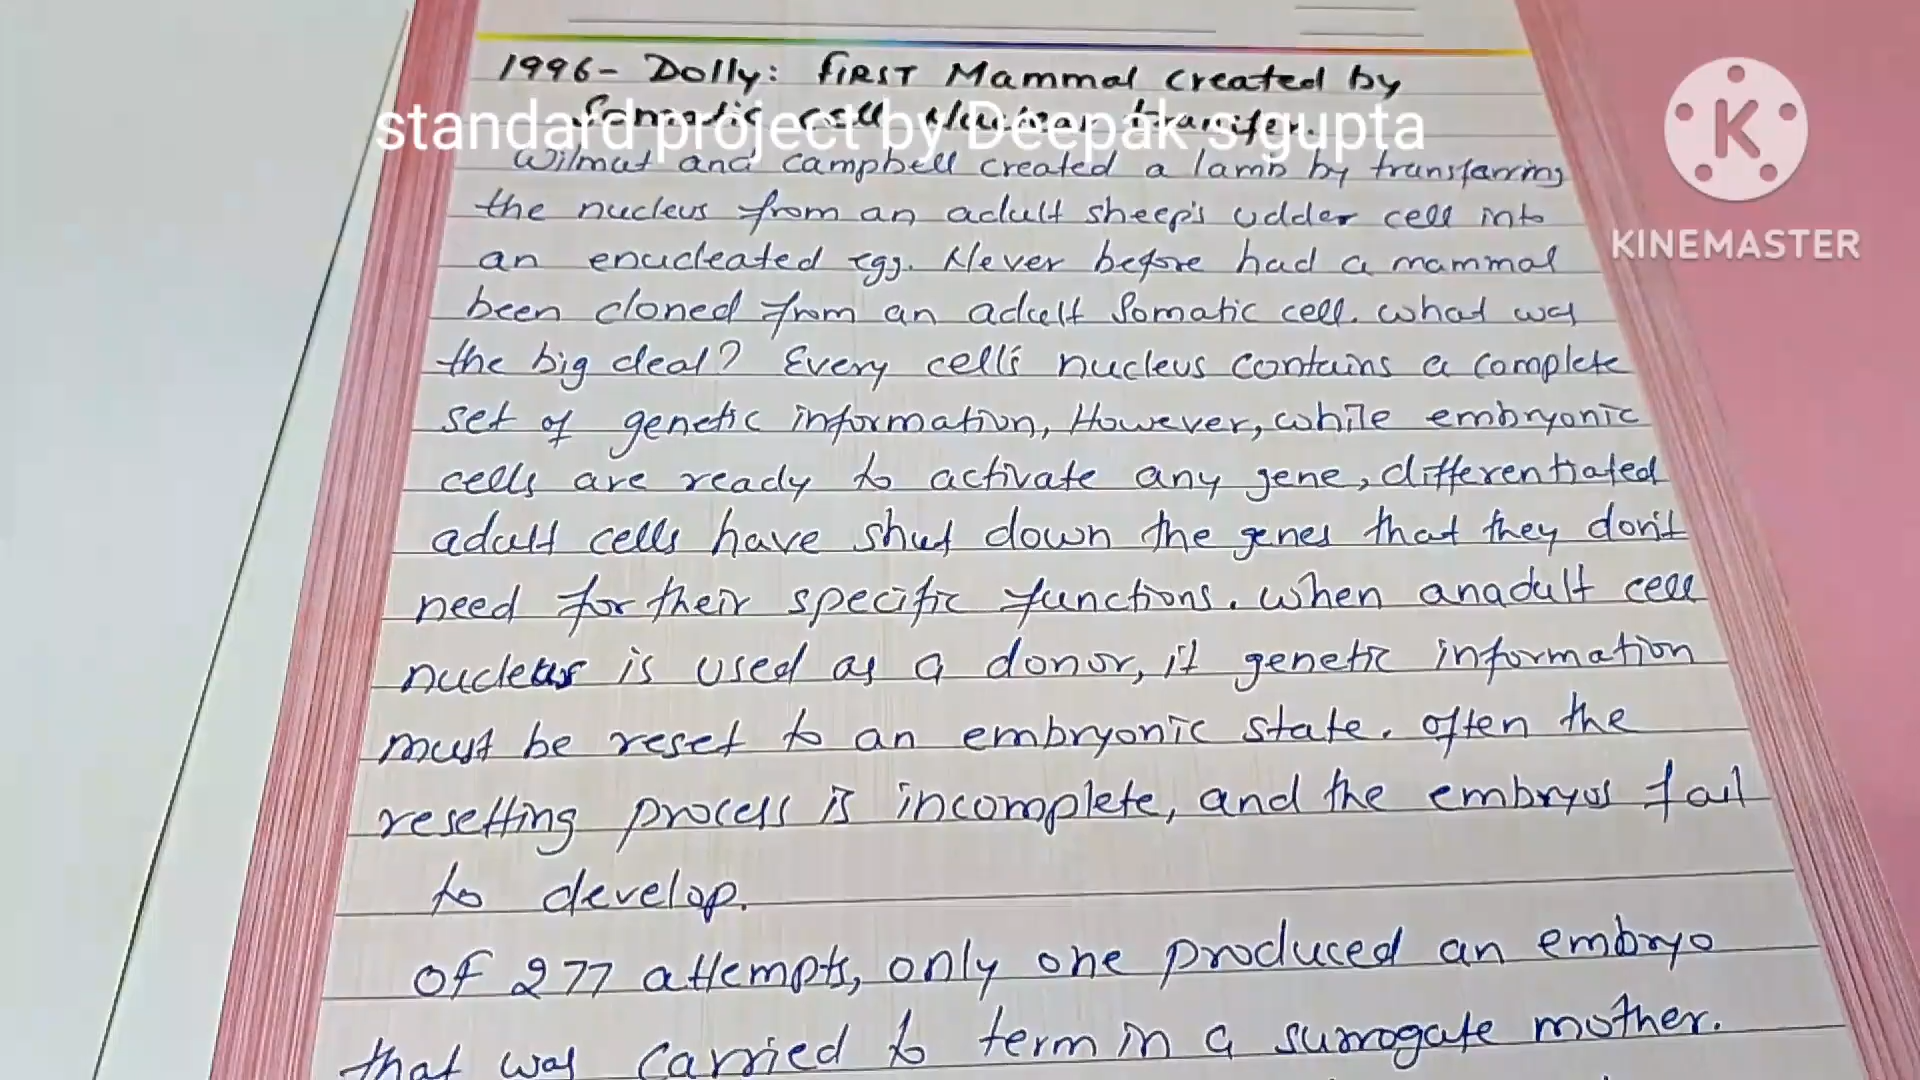 1996- Dolly: FIRST Mammal created by
Somatic cell Nuclear transfer.
standard project by Deepak s gupta
K
KINEMASTER
Wilmut and campbell created a lamb by transferring
the nucleus from an adult sheep's udder cell into
an enucleated egg. Never before had a mammal
been cloned from an adult Somatic cell. what was
the big deal? Every cell's nucleus contains a complete
set of genetic information, However, while embryonic
cells are ready to activate any gene, differentiated
adult cells have shut down the genes that they don't
need for their specific functions. when anadult cell
nucleus is used as a donor, it genetic information
must be reset to an embryonic state. often the
resetting process is incomplete, and the embryos fail
to develop.
of 277 attempts, only one produced an embryo
that was carried to term in a surrogate mother.